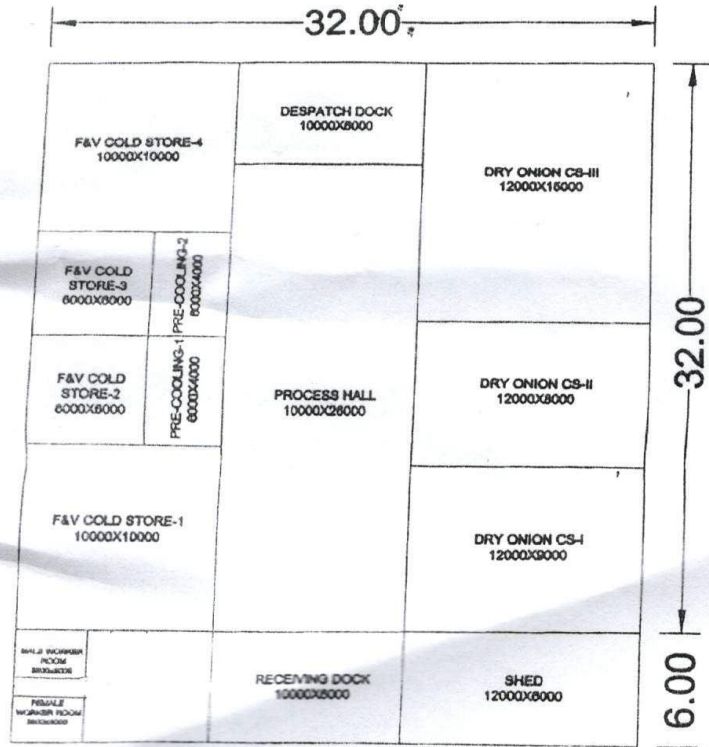 32.00
F&V COLD STORE-4
10000X10000
DESPATCH DOCK
10000X6000
DRY ONION CS-III
12000X15000
F&V COLD
STORE-3
6000X6000
PRE-COOLING-2
6000X4000
F&V COLD
STORE-2
6000X6000
PRE-COOLING-1
6000X4000
PROCESS HALL
10000X26000
DRY ONION CS-II
12000X8000
32.00
F&V COLD STORE-1
10000X10000
DRY ONION CS-I
12000X9000
MALE WORKER
ROOM
FEMALE
WORKER ROOM
RECEIVING DOCK
10000X6000
SHED
12000X6000
6.00